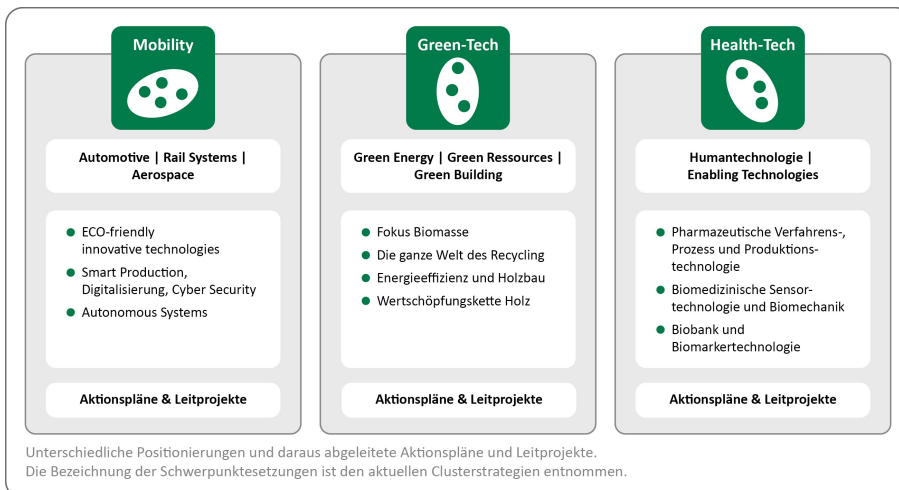 Mobility
Automotive | Rail Systems |
Aerospace
ECO-friendly
innovative technologies
Smart Production,
Digitalisierung, Cyber Security
Autonomous Systems
Aktionspläne & Leitprojekte
Green-Tech
Green Energy | Green Ressources |
Green Building
Fokus Biomasse
Die ganze Welt des Recycling
Energieeffizienz und Holzbau
Wertschöpfungskette Holz
Aktionspläne & Leitprojekte
Health-Tech
Humantechnologie |
Enabling Technologies
Pharmazeutische Verfahrens-,
Prozess und Produktions-
technologie
Biomedizinische Sensor-
technologie und Biomechanik
Biobank und
Biomarkertechnologie
Aktionspläne & Leitprojekte
Unterschiedliche Positionierungen und daraus abgeleitete Aktionspläne und Leitprojekte.
Die Bezeichnung der Schwerpunktesetzungen ist den aktuellen Clusterstrategien entnommen.